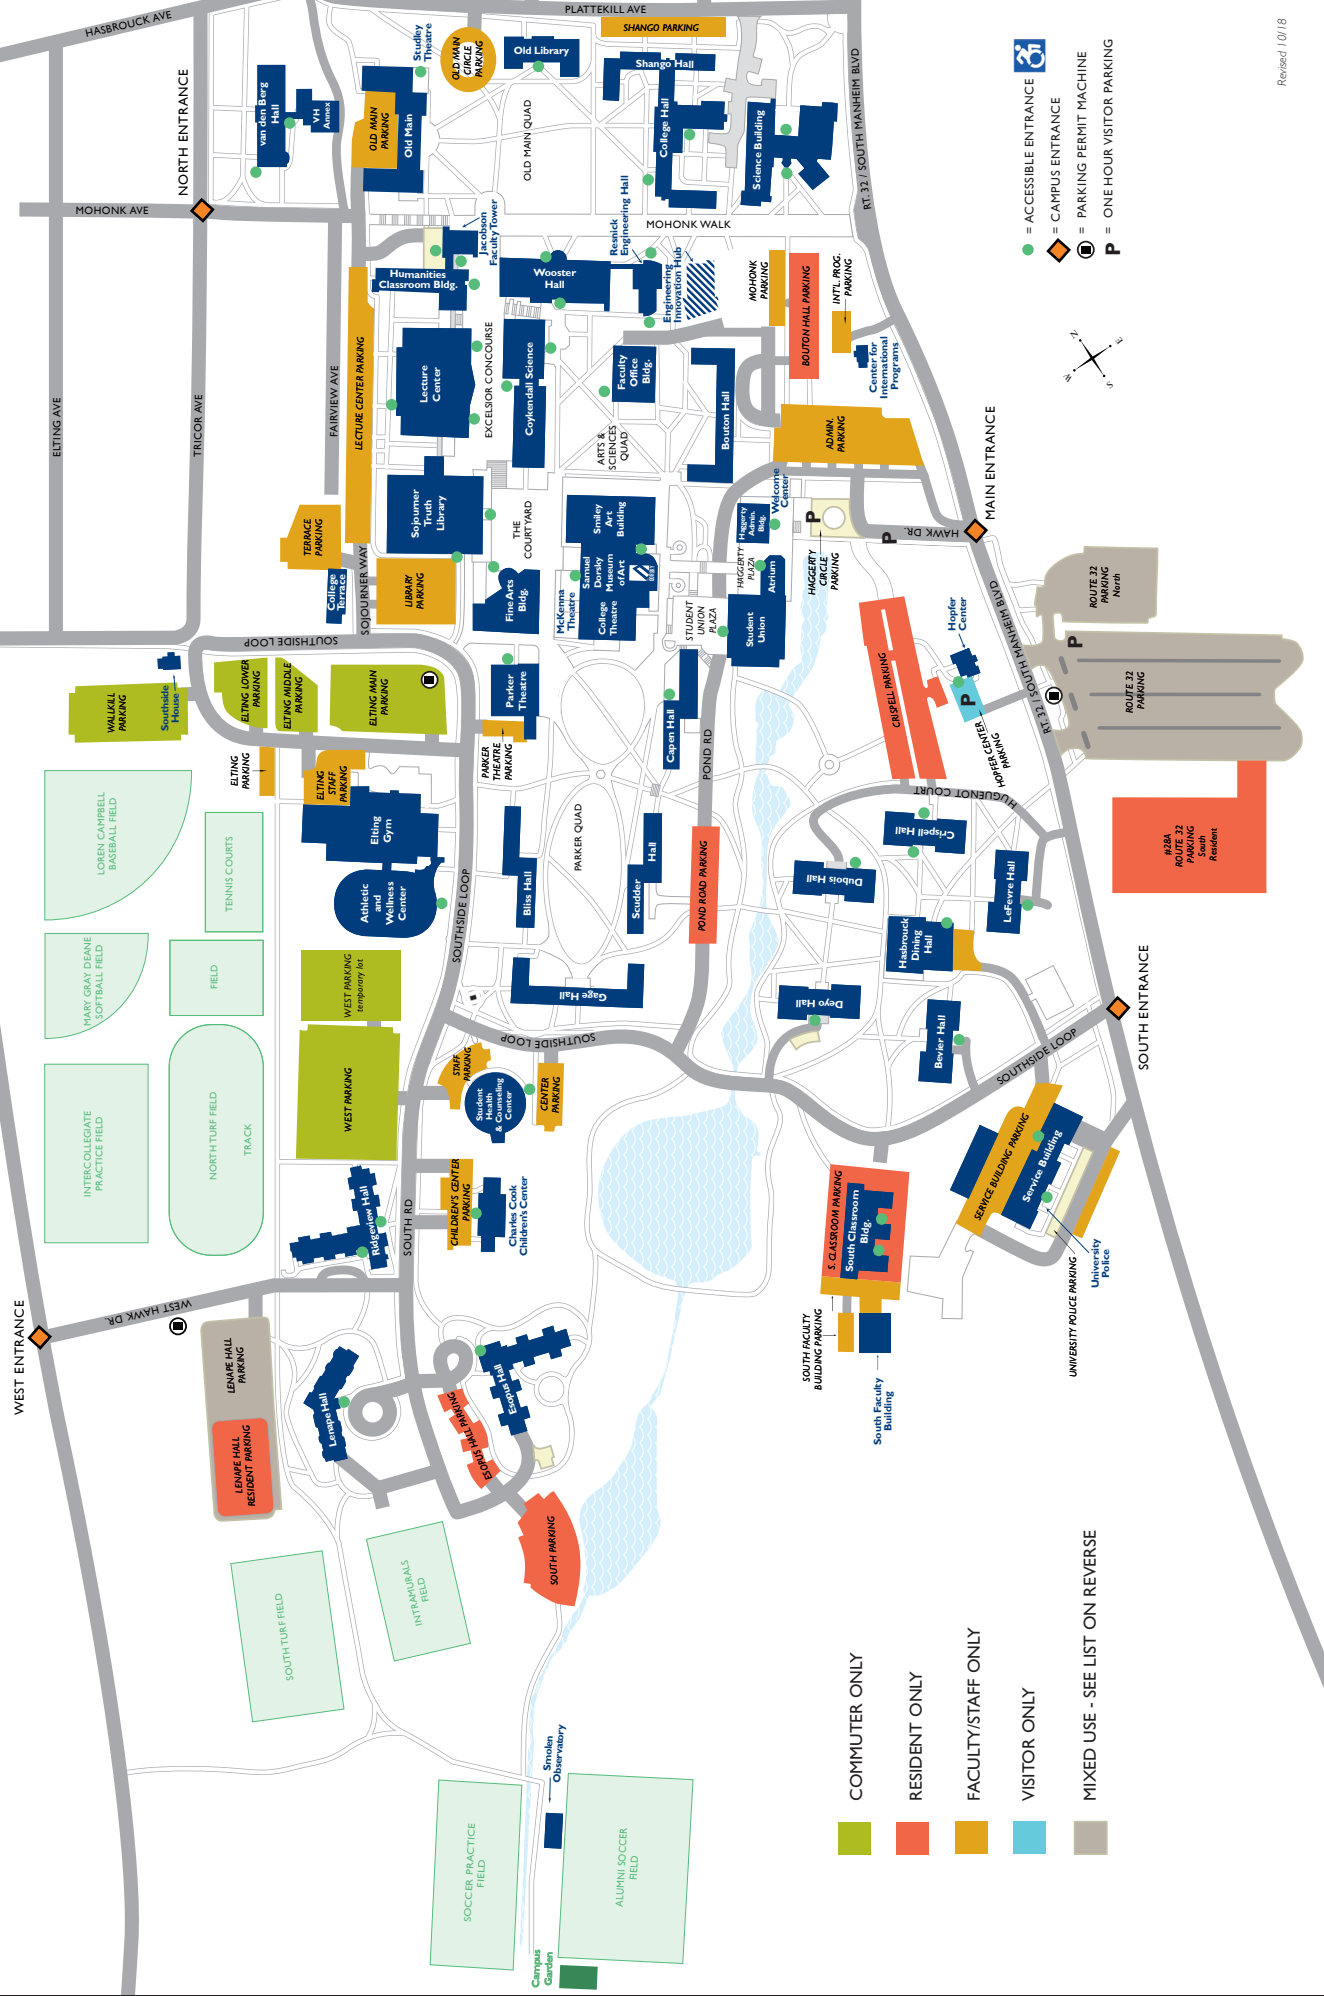 HASBROUCK AVE
PLATTEKILL AVE
ELTING AVE
TRICOR AVE
MOHONK AVE
FAIRVIEW AVE
NORTH ENTRANCE
van den Berg
Hall
VH
Annex
OLD MAIN
PARKING
Old Main
Studley
Theatre
OLD MAIN
CIRCLE
PARKING
Old Library
SHANGO PARKING
Shango Hall
College Hall
Science Building
OLD MAIN QUAD
MOHONK WALK
RT. 32 / SOUTH MANHEIM BLVD
Jacobson
Faculty Tower
Humanities
Classroom Bldg.
Wooster
Hall
Resnick
Engineering Hall
Engineering
Innovation Hub
MOHONK
PARKING
BOUTON HALL PARKING
INT'L. PROG.
PARKING
Center for
International
Programs
LECTURE CENTER PARKING
Lecture
Center
EXCELSIOR CONCOURSE
Coykendall Science
Faculty
Office
Bldg.
ARTS &
SCIENCES
QUAD
Bouton Hall
ADMIN.
PARKING
MAIN ENTRANCE
HAWK DR.
Sojourner
Truth
Library
THE
COURTYARD
Smiley
Art
Building
Samuel
Dorsky
Museum
of Art
College
Theatre
McKenna
Theatre
Haggerty
Admin.
Bldg.
Welcome
Center
HAGGERTY
PLAZA
Atrium
HAGGERTY
CIRCLE
PARKING
P
P
TERRACE
PARKING
College
Terrace
SOJOURNER WAY
LIBRARY
PARKING
Fine Arts
Bldg.
STUDENT
UNION
PLAZA
Student
Union
SOUTHSIDE LOOP
WALLKILL
PARKING
Southside
House
ELTING LOWER
PARKING
ELTING MIDDLE
PARKING
ELTING MAIN
PARKING
Parker
Theatre
PARKER
THEATRE
PARKING
Capen Hall
POND RD
CRISPELL PARKING
Hopfer
Center
P
HOPFER CENTER
PARKING
RT. 32 / SOUTH MANHEIM BLVD
ROUTE 32
PARKING
North
P
ROUTE 32
PARKING
#28A
ROUTE 32
PARKING
South
Resident
ELTING
PARKING
ELTING
STAFF
PARKING
Elting
Gym
Athletic
and
Wellness
Center
LOREN CAMPBELL
BASEBALL FIELD
TENNIS COURTS
MARY GRAY DEANE
SOFTBALL FIELD
FIELD
INTERCOLLEGIATE
PRACTICE FIELD
NORTH TURF FIELD
TRACK
WEST PARKING
temporary lot
WEST PARKING
SOUTHSIDE LOOP
Bliss Hall
PARKER QUAD
Scudder
Hall
Gage Hall
POND ROAD PARKING
HUGUENOT COURT
Crispell Hall
Dubois Hall
LeFevre Hall
Hasbrouck
Dining
Hall
Deyo Hall
Bevier Hall
SOUTHSIDE LOOP
SOUTHSIDE LOOP
SOUTH ENTRANCE
STAFF
PARKING
Student
Health
& Counseling
Center
CENTER
PARKING
CHILDREN'S CENTER
PARKING
Charles Cook
Children's Center
Ridgeview Hall
SOUTH RD
S. CLASSROOM PARKING
South Classroom
Bldg.
SOUTH FACULTY
BUILDING PARKING
South Faculty
Building
SERVICE BUILDING PARKING
Service Building
University
Police
UNIVERSITY POLICE PARKING
WEST ENTRANCE
WEST HAWK DR.
LENAPE HALL
PARKING
LENAPE HALL
RESIDENT PARKING
Lenape Hall
Esopus Hall
ESOPUS HALL PARKING
SOUTH PARKING
SOUTH TURF FIELD
INTRAMURALS
FIELD
Smolen
Observatory
SOCCER PRACTICE
FIELD
ALUMNI SOCCER
FIELD
Campus
Garden
= ACCESSIBLE ENTRANCE
= CAMPUS ENTRANCE
= PARKING PERMIT MACHINE
P = ONE HOUR VISITOR PARKING
N
E
S
W
COMMUTER ONLY
RESIDENT ONLY
FACULTY/STAFF ONLY
VISITOR ONLY
MIXED USE - SEE LIST ON REVERSE
Revised 10/18